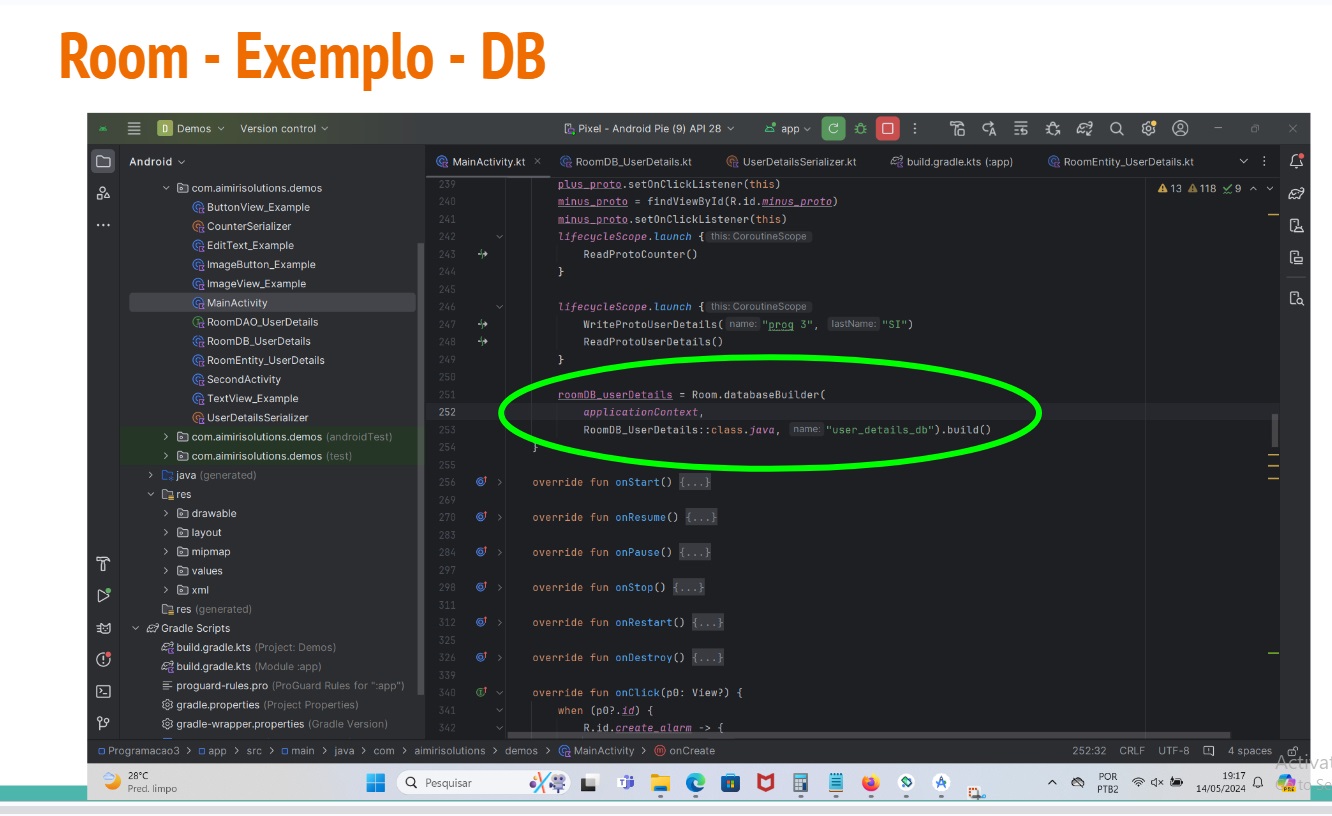 Room - Exemplo - DB
Demos
Version control
Pixel - Android Pie (9) API 28
app
Android
MainActivity.kt
RoomDB_UserDetails.kt
UserDetailsSerializer.kt
build.gradle.kts (:app)
RoomEntity_UserDetails.kt
com.aimirisolutions.demos
ButtonView_Example
CounterSerializer
EditText_Example
ImageButton_Example
ImageView_Example
MainActivity
RoomDAO_UserDetails
RoomDB_UserDetails
RoomEntity_UserDetails
SecondActivity
TextView_Example
UserDetailsSerializer
com.aimirisolutions.demos (androidTest)
com.aimirisolutions.demos (test)
java (generated)
res
drawable
layout
mipmap
values
xml
res (generated)
Gradle Scripts
build.gradle.kts (Project: Demos)
build.gradle.kts (Module :app)
proguard-rules.pro (ProGuard Rules for ":app")
gradle.properties (Project Properties)
gradle-wrapper.properties (Gradle Version)
13 118 9
239 plus_proto.setOnClickListener(this)
240 minus_proto = findViewById(R.id.minus_proto)
241 minus_proto.setOnClickListener(this)
242 lifecycleScope.launch { this: CoroutineScope
243 ReadProtoCounter()
244 }
245
246 lifecycleScope.launch { this: CoroutineScope
247 WriteProtoUserDetails( name: "prog 3", lastName: "SI")
248 ReadProtoUserDetails()
249 }
250
251 roomDB_userDetails = Room.databaseBuilder(
252 applicationContext,
253 RoomDB_UserDetails::class.java, name: "user_details_db").build()
254 }
255
256 override fun onStart() {...}
269
270 override fun onResume() {...}
283
284 override fun onPause() {...}
297
298 override fun onStop() {...}
311
312 override fun onRestart() {...}
325
326 override fun onDestroy() {...}
339
340 override fun onClick(p0: View?) {
341 when (p0?.id) {
342 R.id.create_alarm -> {
Programacao3 > app > src > main > java > com > aimirisolutions > demos > MainActivity > onCreate
252:32 CRLF UTF-8 4 spaces
28°C
Pred. limpo
Pesquisar
POR
PTB2
19:17
14/05/2024